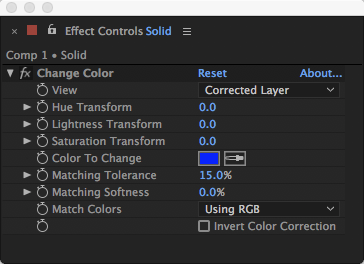 Effect Controls Solid
Comp 1 • Solid
fx Change Color Reset About...
View Corrected Layer
Hue Transform 0.0
Lightness Transform 0.0
Saturation Transform 0.0
Color To Change
Matching Tolerance 15.0%
Matching Softness 0.0%
Match Colors Using RGB
Invert Color Correction